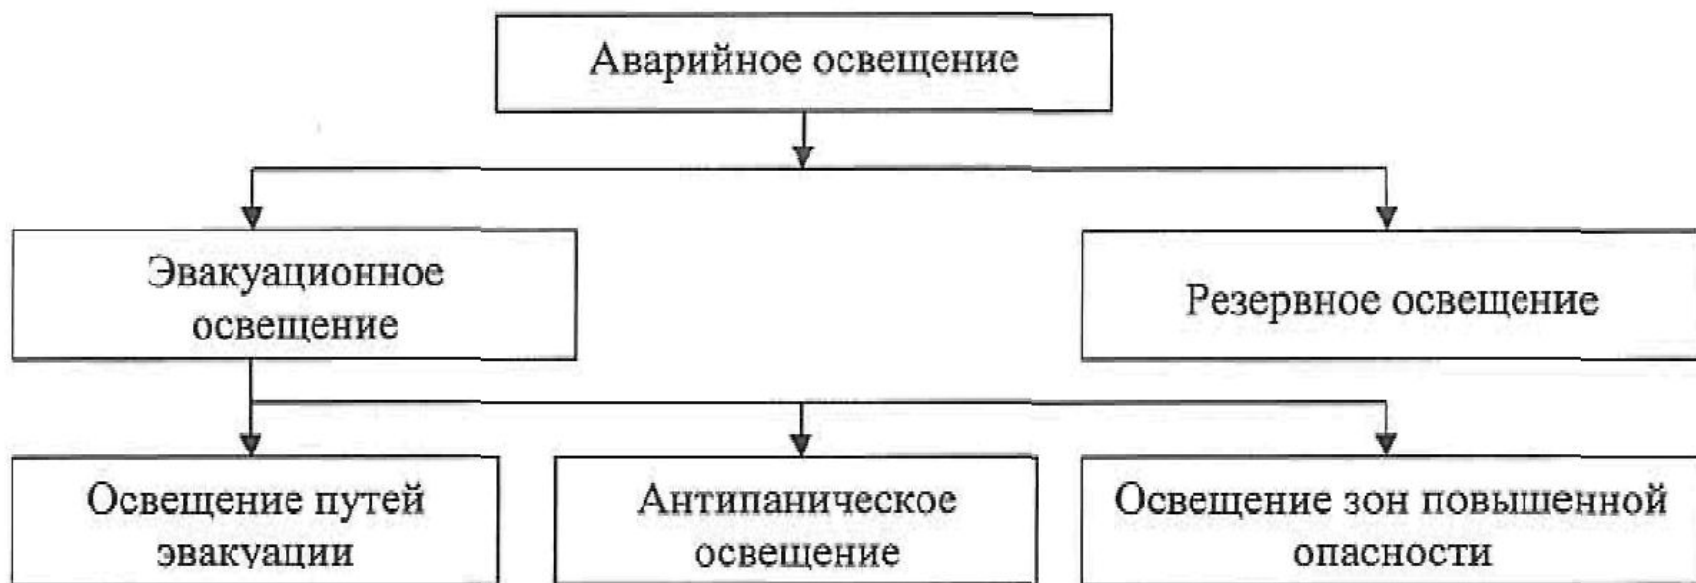 Аварийное освещение
Эвакуационное
освещение
Резервное освещение
Освещение путей
эвакуации
Антипаническое
освещение
Освещение зон повышенной
опасности